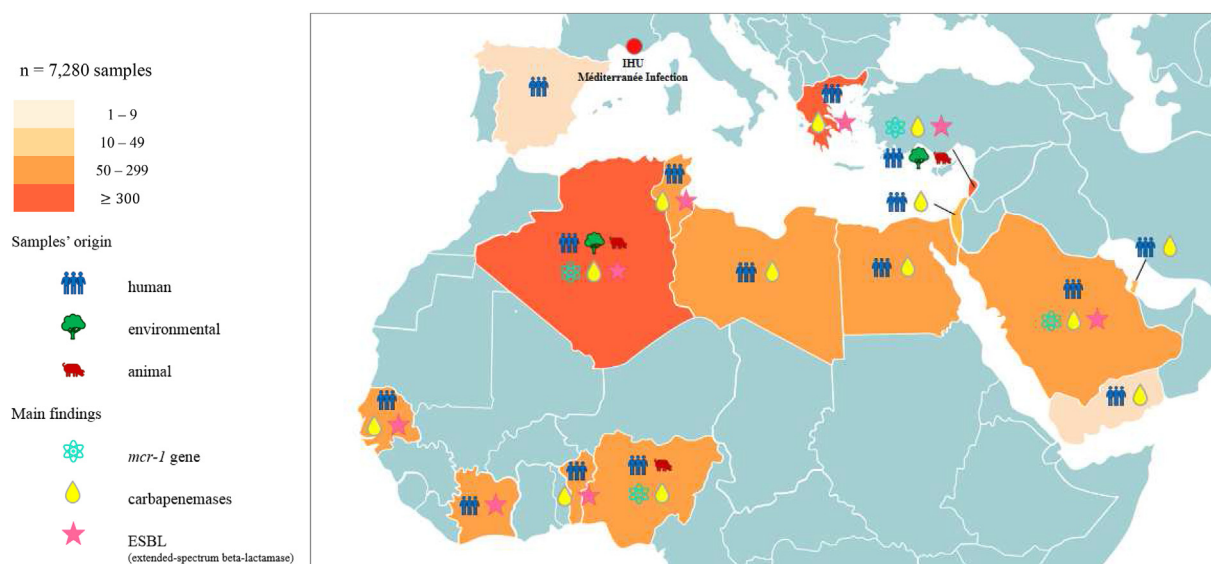 n = 7,280 samples
1 – 9
10 – 49
50 – 299
≥ 300
Samples' origin
human
environmental
animal
Main findings
mcr-1 gene
carbapenemases
ESBL
(extended-spectrum beta-lactamase)
IHU
Méditerranée Infection